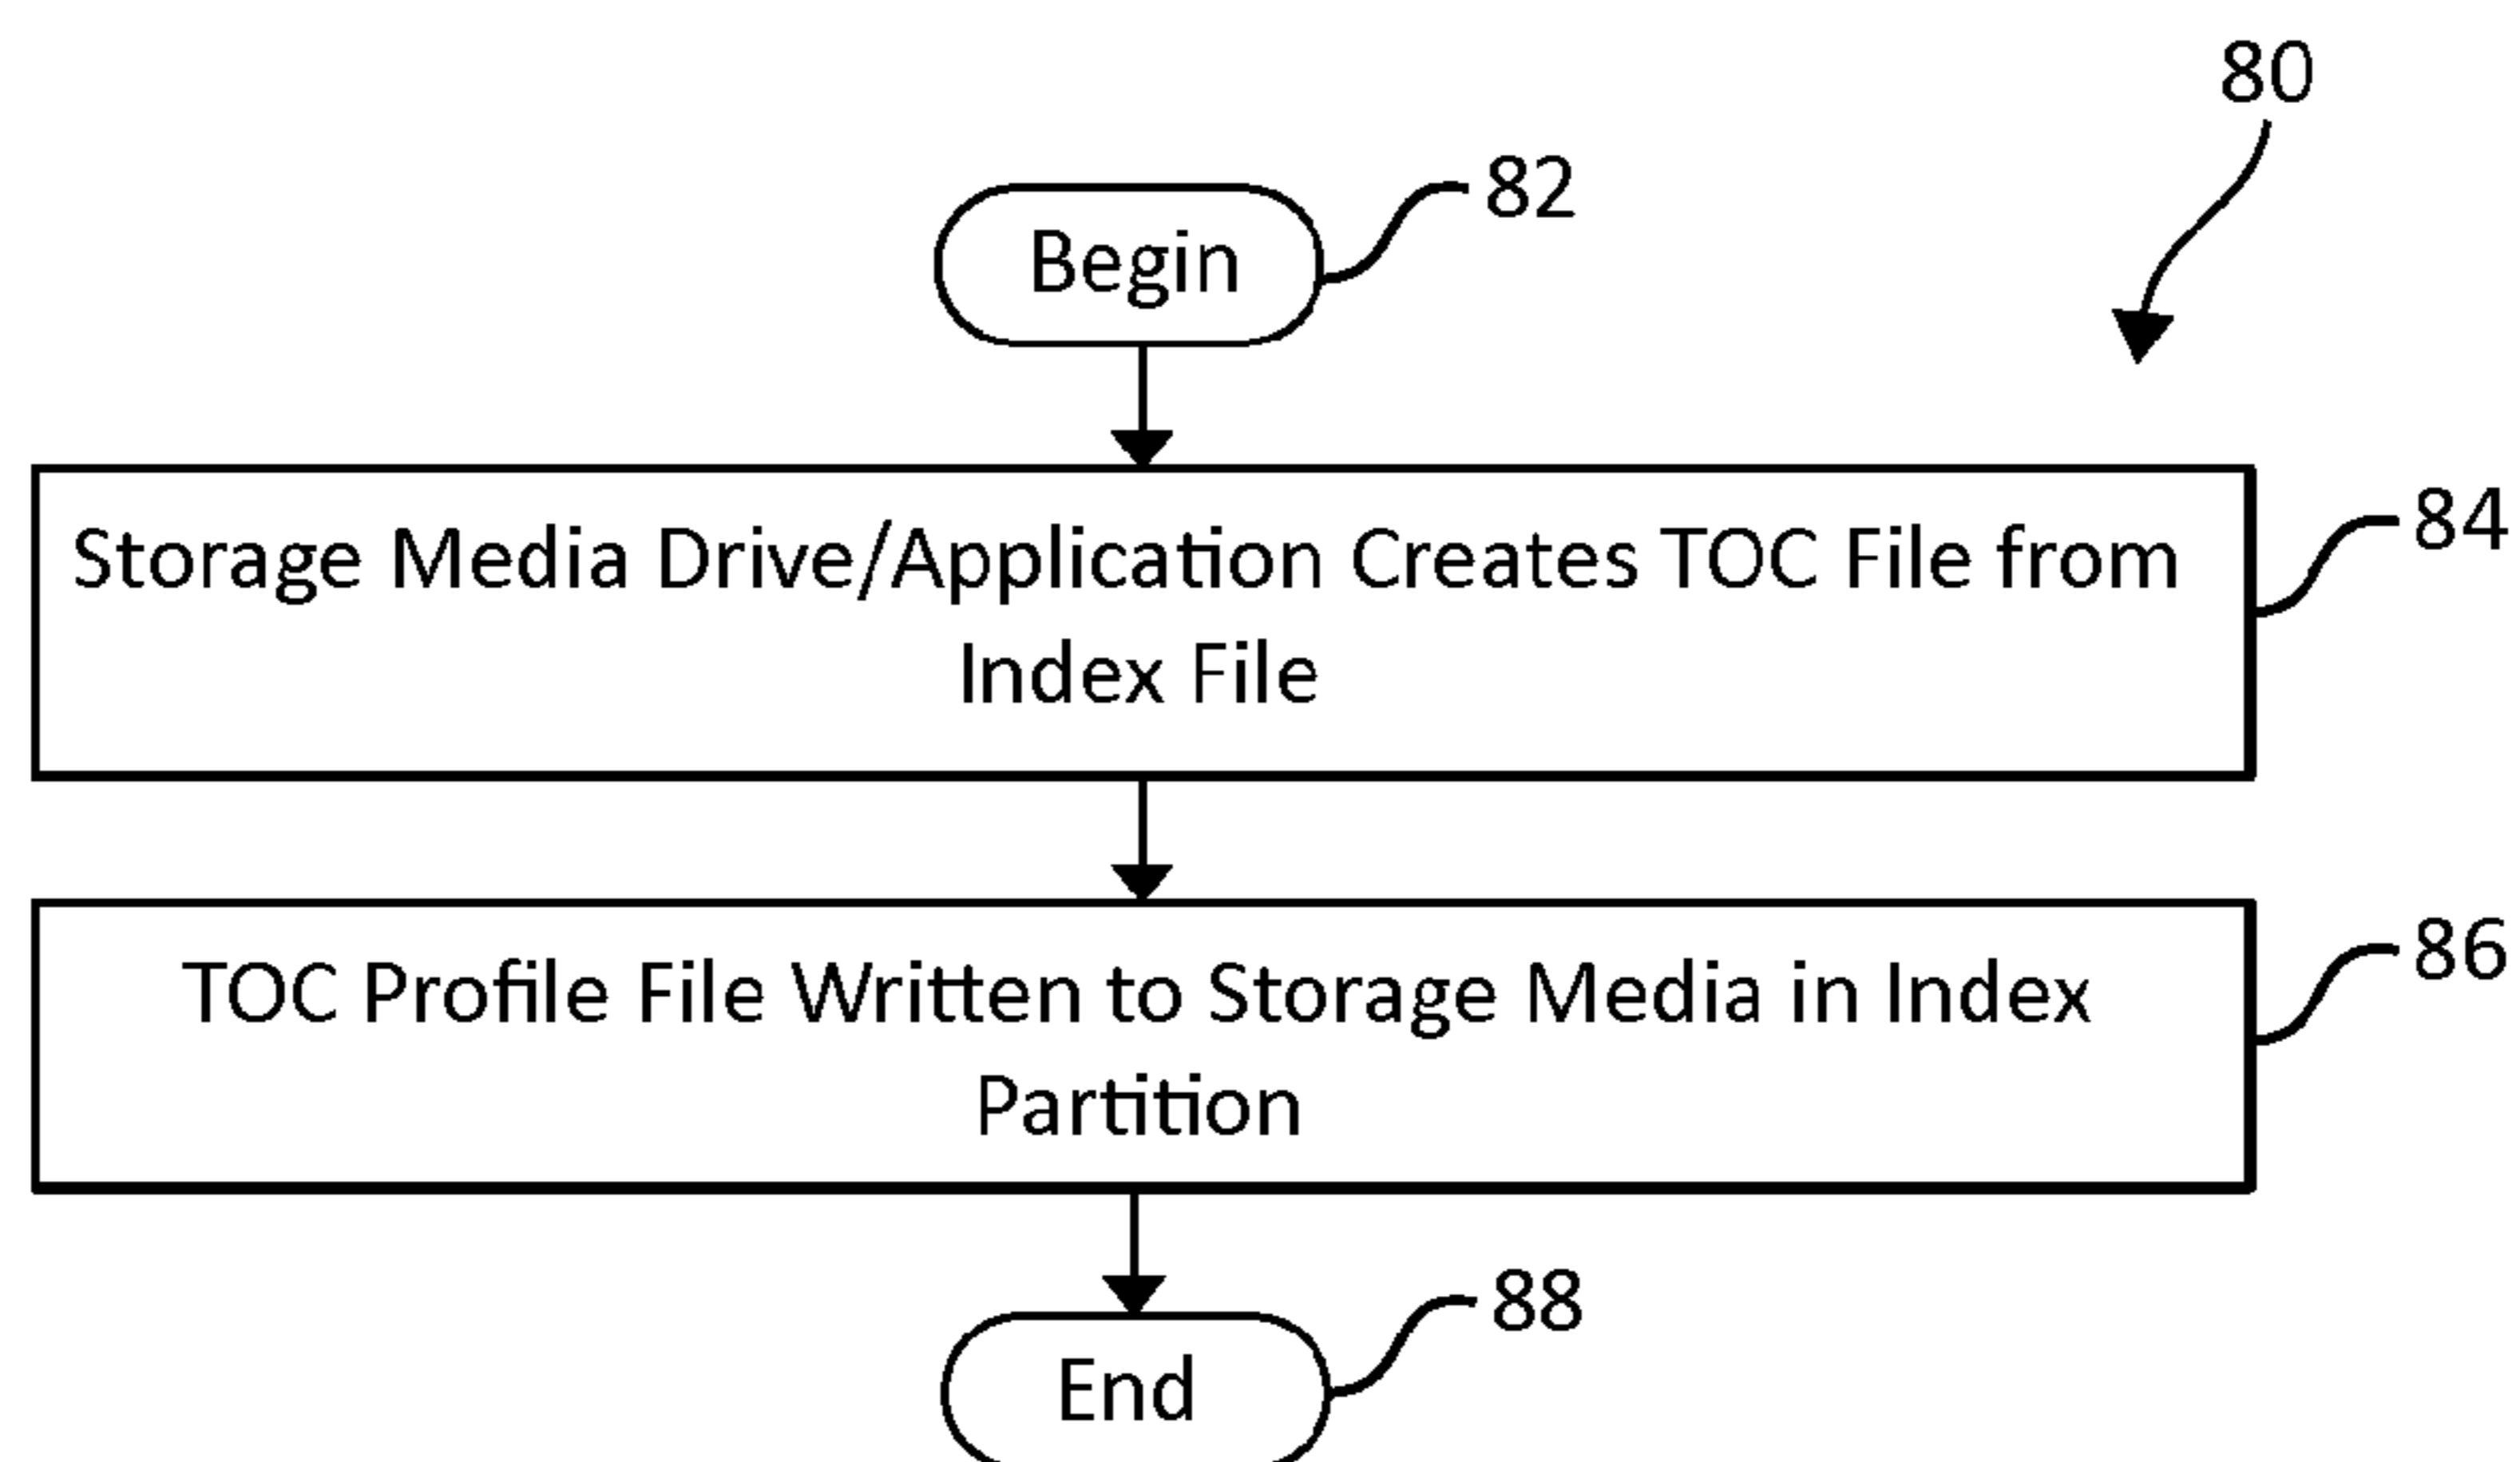 80
82
Begin
Storage Media Drive/Application Creates TOC File from
84
Index File
TOC Profile File Written to Storage Media in Index
86
Partition
88
End